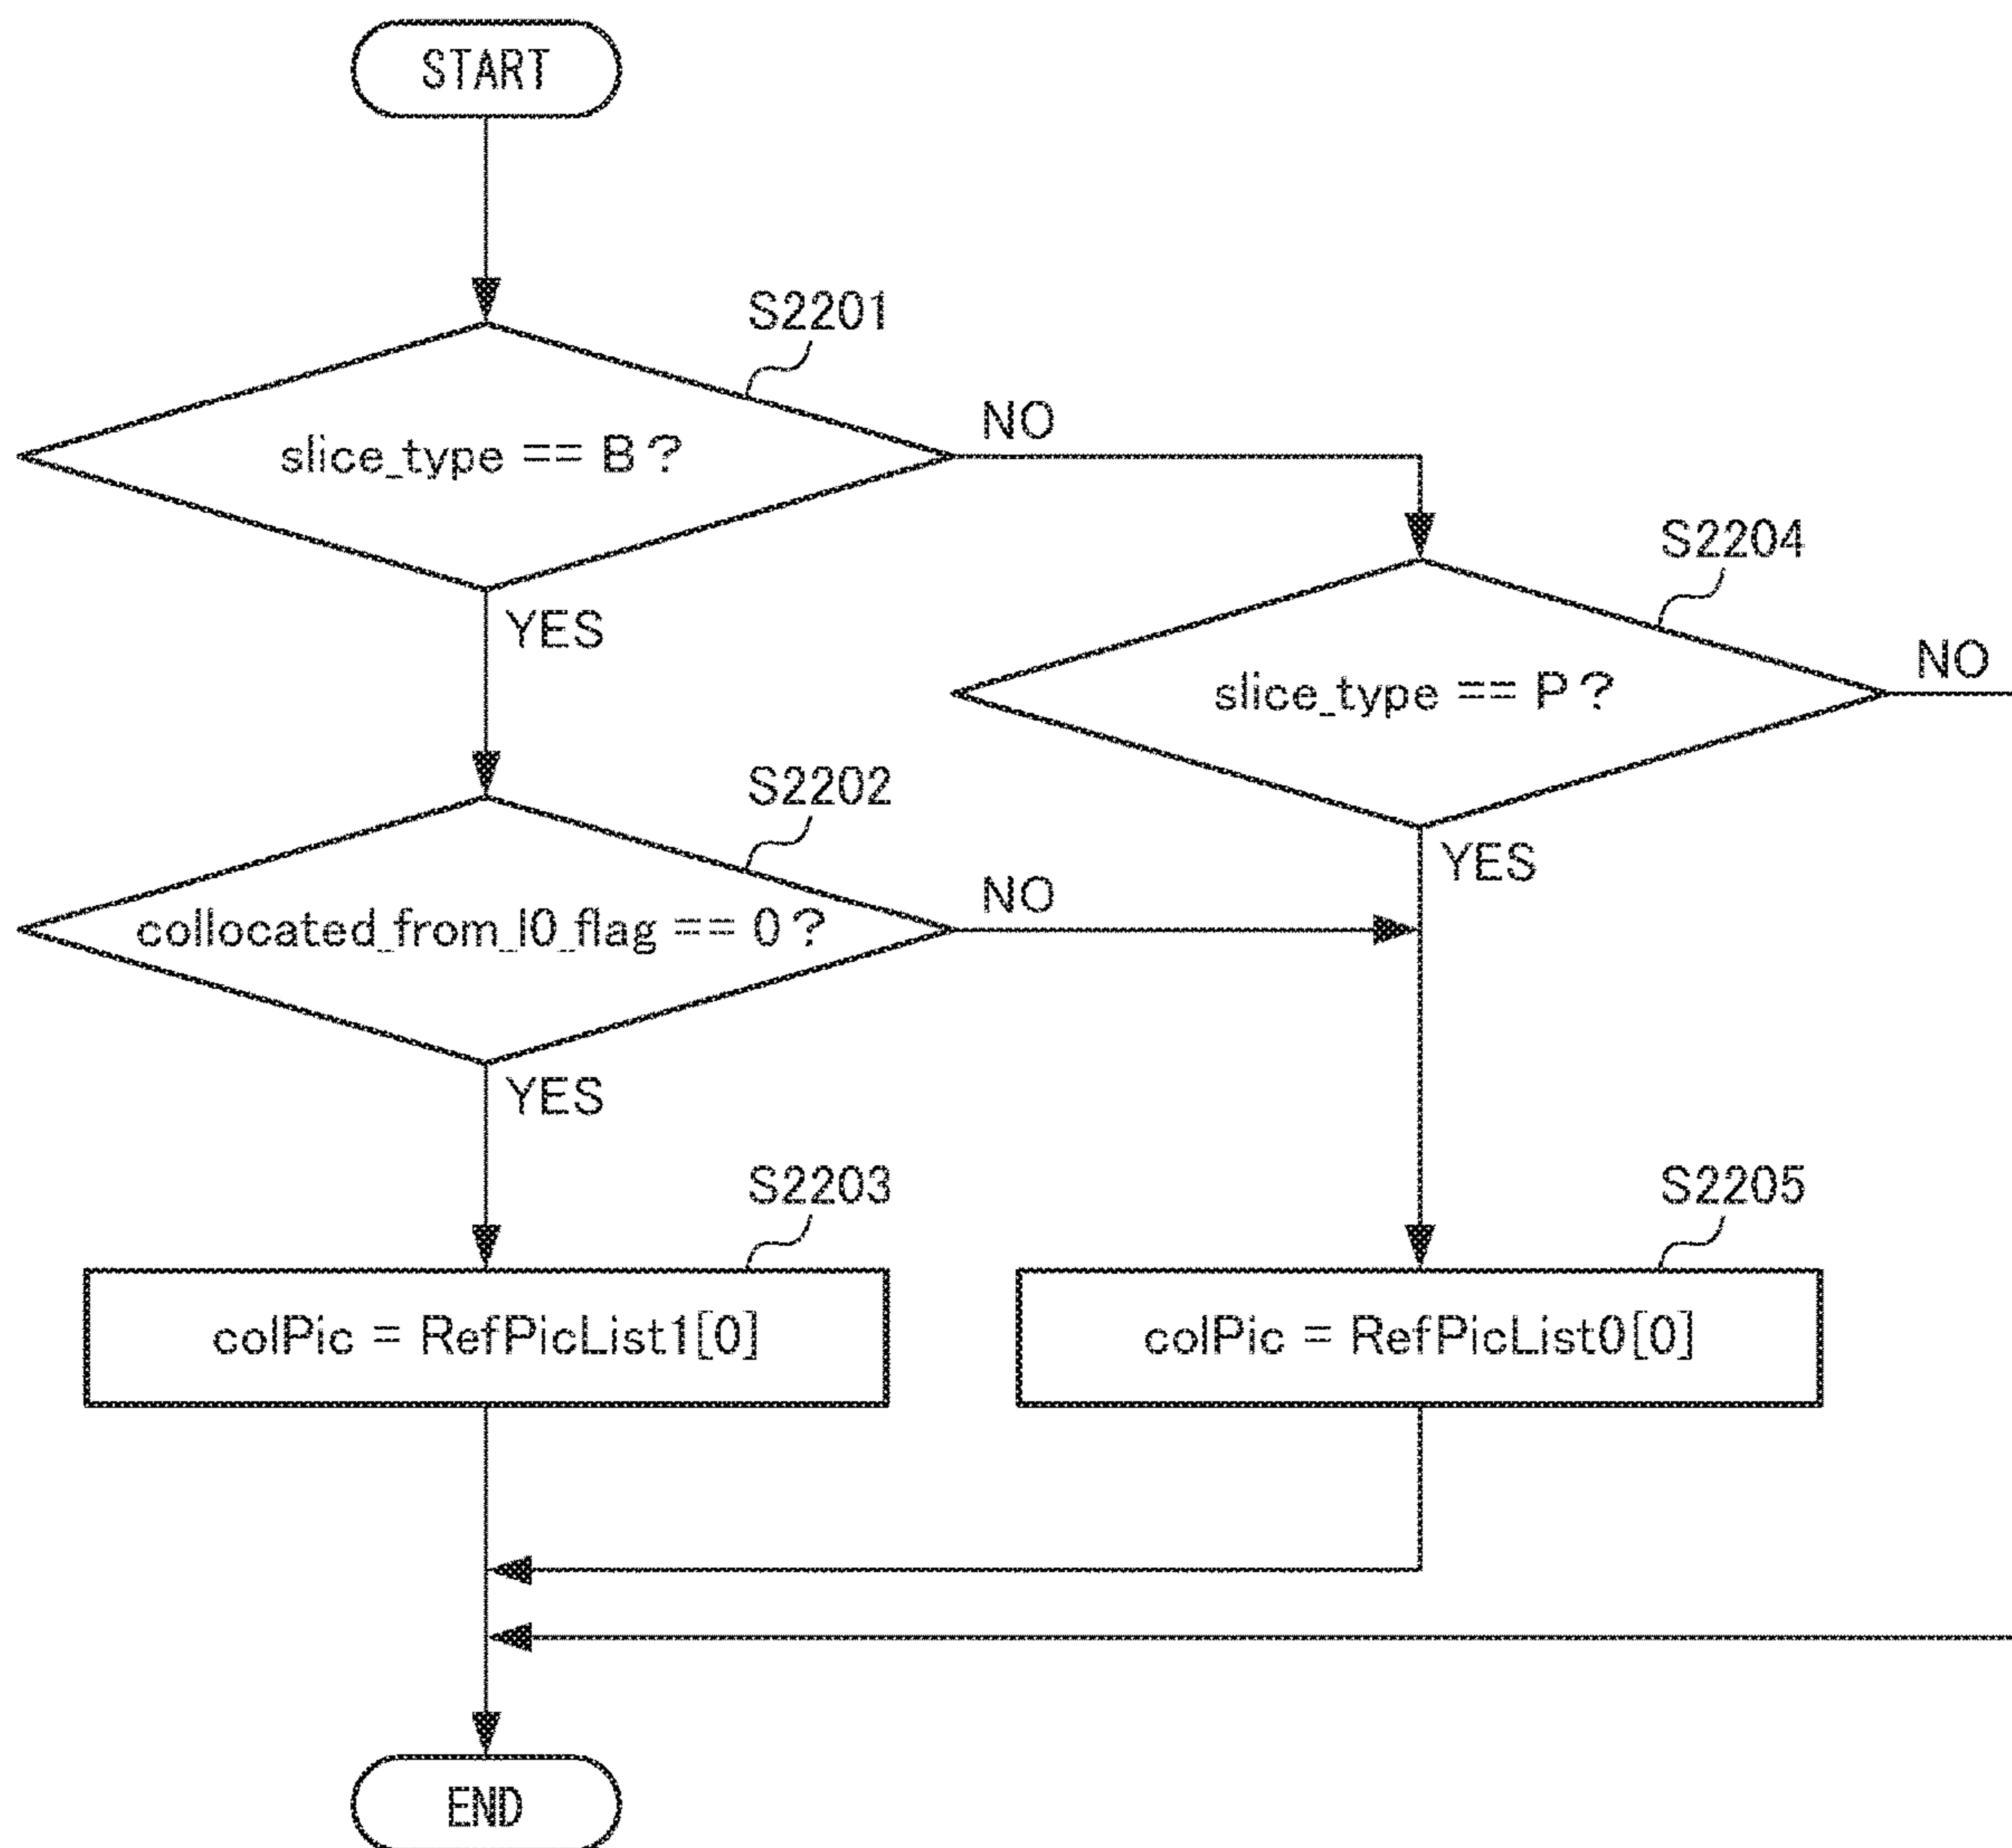 START
S2201
slice_type == B ?
NO
YES
S2204
slice_type == P ?
NO
YES
S2202
collocated_from_l0_flag == 0 ?
NO
YES
S2203
colPic = RefPicList1[0]
S2205
colPic = RefPicList0[0]
END